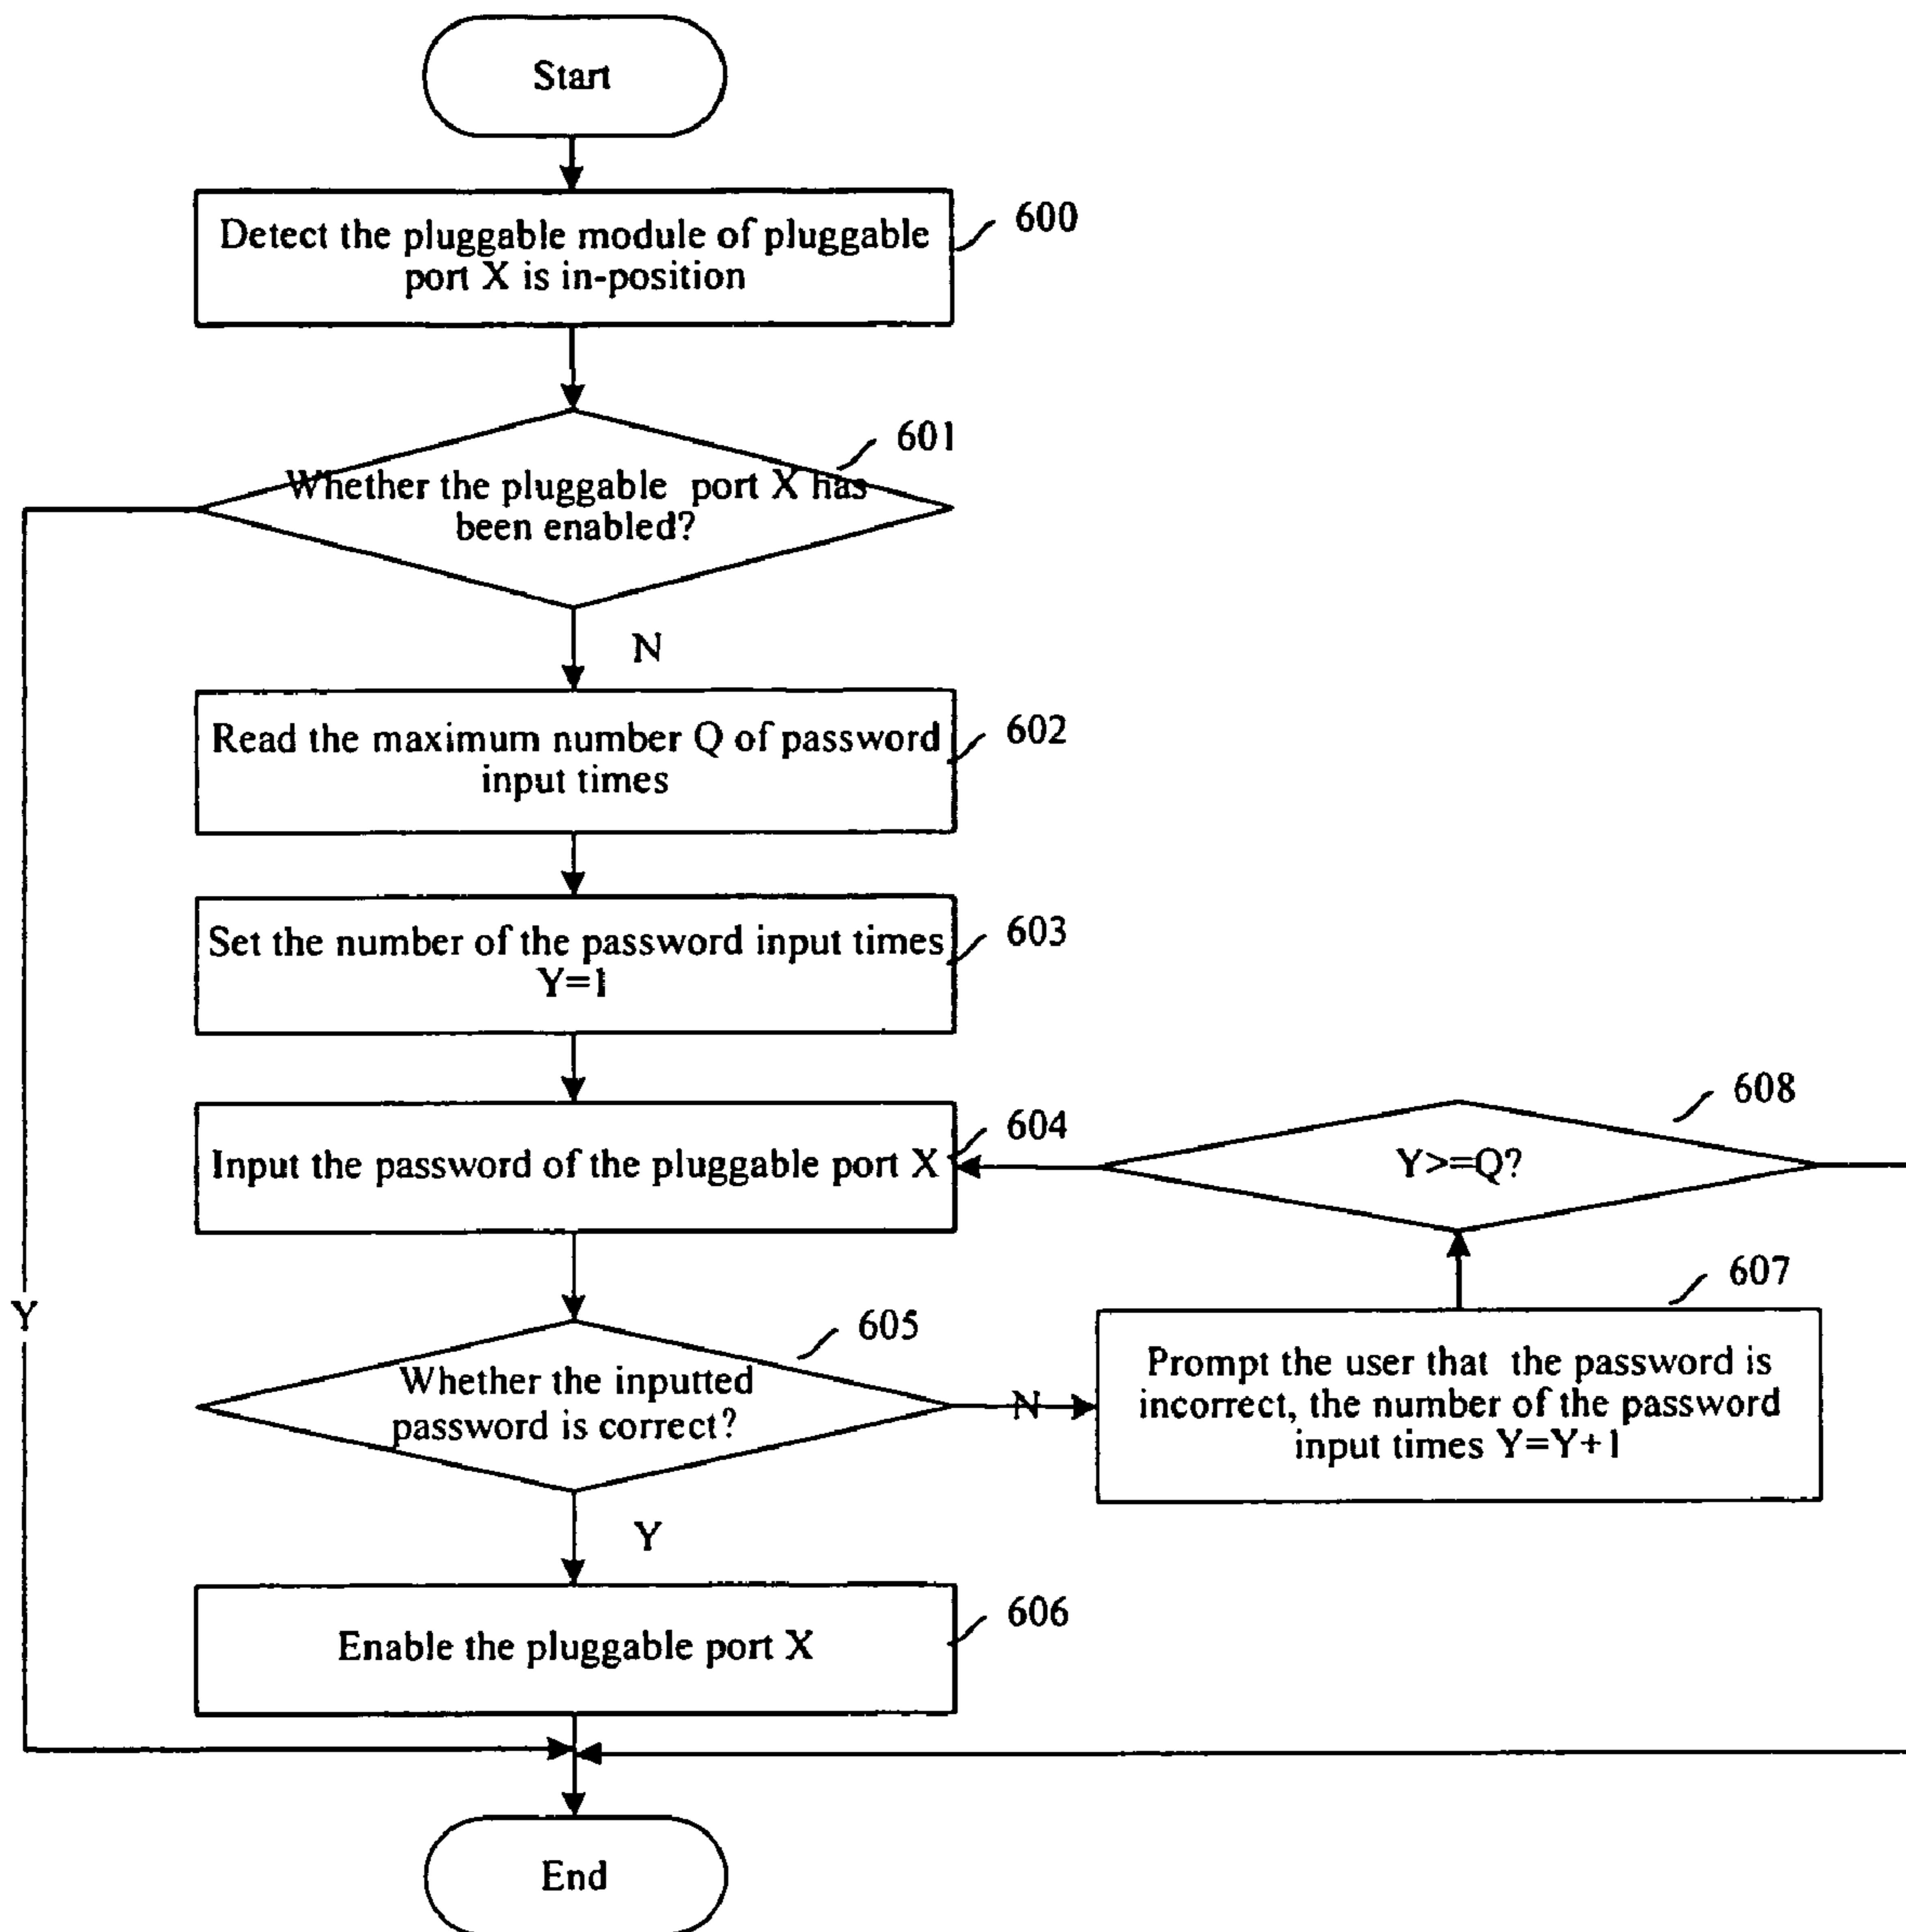 Start
Detect the pluggable module of pluggable
port X is in-position
600
601
Whether the pluggable port X has
been enabled?
N
Read the maximum number Q of password
input times
602
Set the number of the password input times
Y=1
603
Input the password of the pluggable port X
604
Y>=Q?
608
Y
Whether the inputted
password is correct?
605
N
Prompt the user that the password is
incorrect, the number of the password
input times Y=Y+1
607
Y
Enable the pluggable port X
606
End